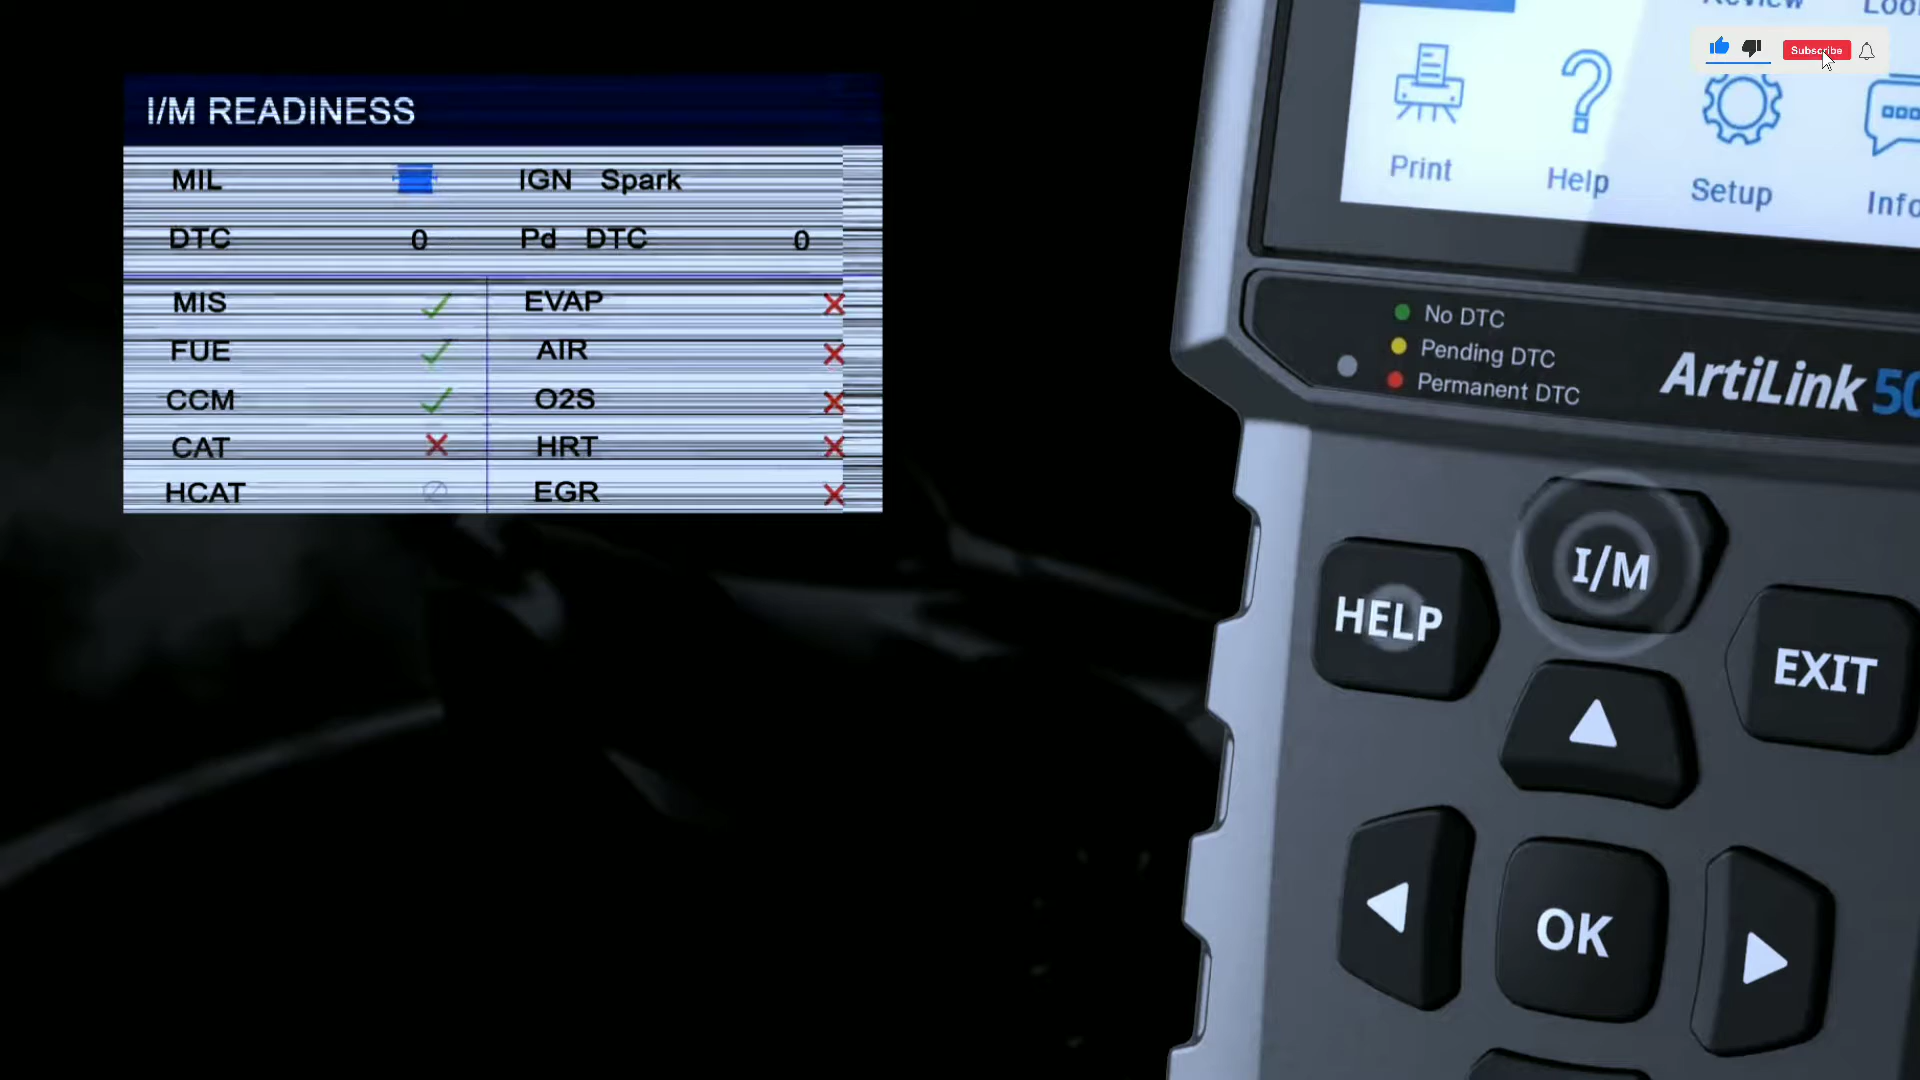 I/M READINESS
MIL IGN Spark
DTC 0 Pd DTC 0
MIS EVAP
FUE AIR
CCM O2S
CAT HRT
HCAT EGR
Review
Print Help Setup Info
Subscribe
No DTC
Pending DTC
Permanent DTC
ArtiLink
I/M
HELP
EXIT
OK